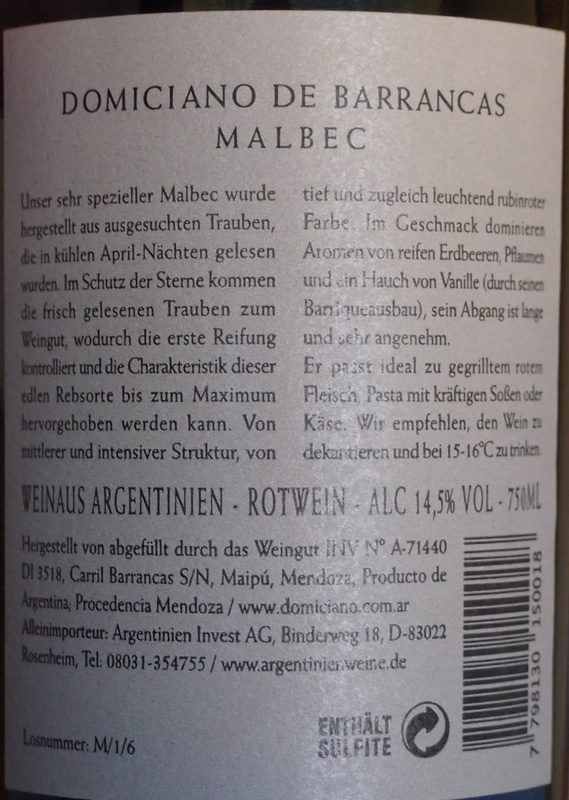 DOMICIANO DE BARRANCAS
MALBEC
Unser sehr spezieller Malbec wurde
hergestellt aus ausgesuchten Trauben,
die in kühlen April-Nächten gelesen
wurden. Im Schutz der Sterne kommen
die frisch gelesenen Trauben zum
Weingut, wodurch die erste Reifung
kontrolliert und die Charakteristik dieser
edlen Rebsorte bis zum Maximum
hervorgehoben werden kann. Von
mittlerer und intensiver Struktur, von
tief und zugleich leuchtend rubinroter
Farbe. Im Geschmack dominieren
Aromen von reifen Erdbeeren, Pflaumen
und ein Hauch von Vanille (durch seinen
Barriqueausbau), sein Abgang ist lange
und sehr angenehm.
Er passt ideal zu gegrilltem rotem
Fleisch, Pasta mit kräftigen Soßen oder
Käse. Wir empfehlen, den Wein zu
dekantieren und bei 15-16°C zu trinken.
WEINAUS ARGENTINIEN - ROTWEIN - ALC 14,5% VOL - 750ML
Hergestellt von abgefüllt durch das Weingut INV N° A-71440
DI 3518, Carril Barrancas S/N, Maipú, Mendoza, Producto de
Argentina, Procedencia Mendoza / www.domiciano.com.ar
Alleinimporteur: Argentinien Invest AG, Binderweg 18, D-83022
Rosenheim, Tel: 08031-354755 / www.argentinien.weine.de
Losnummer: M/1/6
ENTHÄLT
SULFITE
7 798130 150018